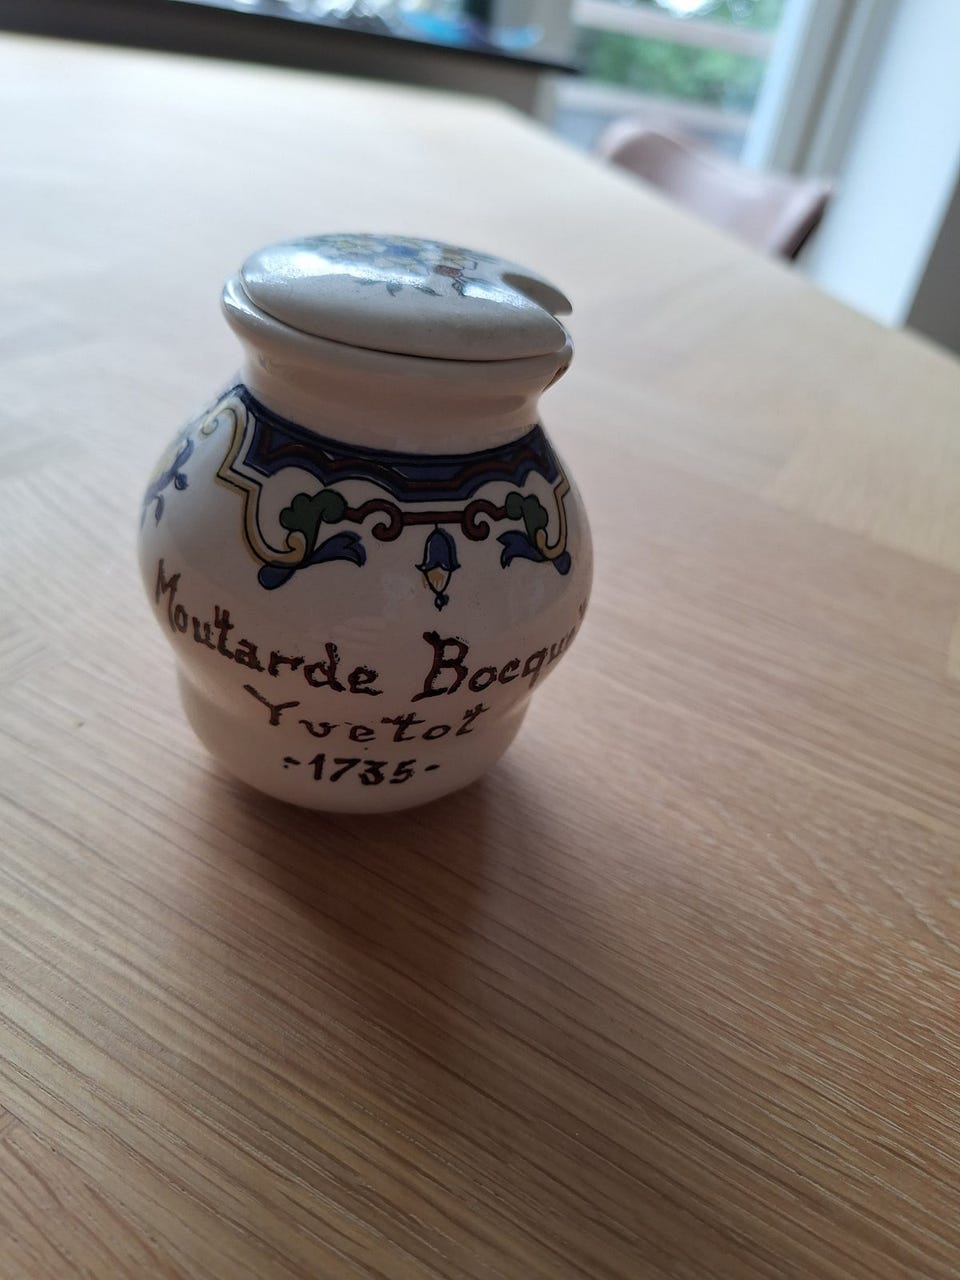 Moutarde Bocque
Yvetot
-1735-